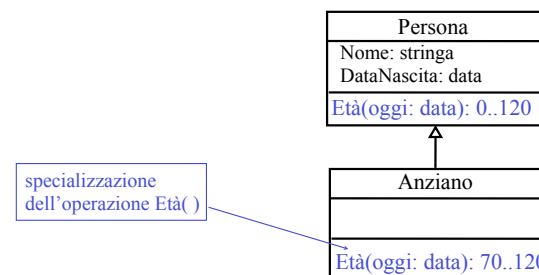 Persona
Nome: stringa
DataNascita: data
Età(oggi: data): 0..120
Anziano
specializzazione
dell’operazione Età( )
Età(oggi: data): 70..120